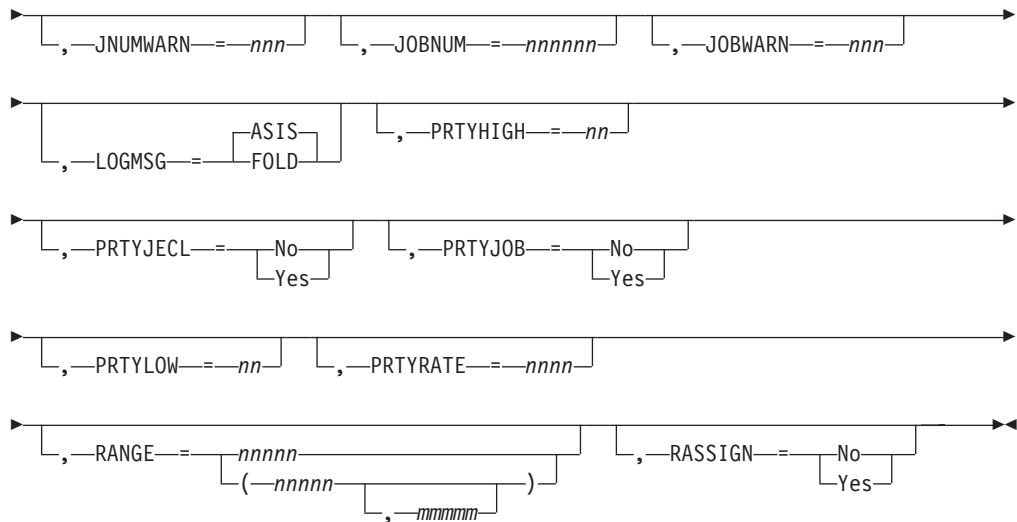 , JNUMWARN = nnn , JOBNUM = nnnnnn , JOBWARN = nnn
ASIS
, LOGMSG = FOLD , PRTYHIGH = nn
, PRTYJECL = No , PRTYJOB = No
Yes Yes
, PRTYLOW = nn , PRTYRATE = nnnn
, RANGE = nnnnn , RASSIGN = No
( nnnnn ) Yes
, mmmmm